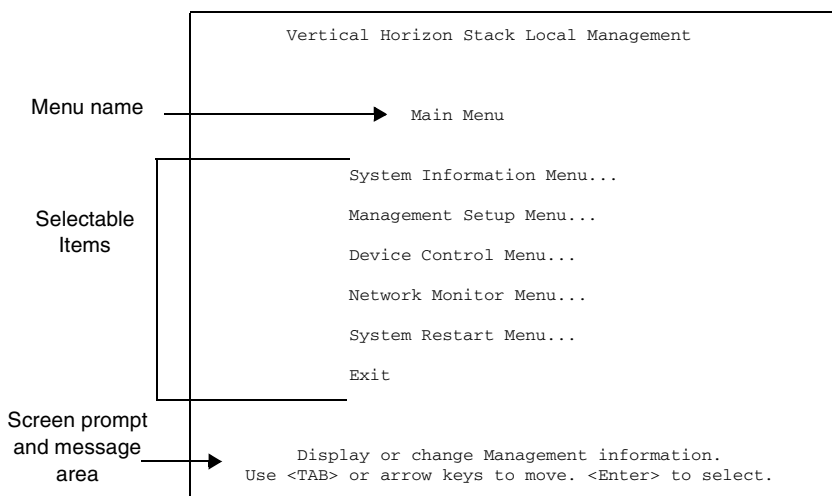 Vertical Horizon Stack Local Management
Menu name
Main Menu
Selectable
Items
System Information Menu...
Management Setup Menu...
Device Control Menu...
Network Monitor Menu...
System Restart Menu...
Exit
Screen prompt
and message
area
Display or change Management information.
Use <TAB> or arrow keys to move. <Enter> to select.